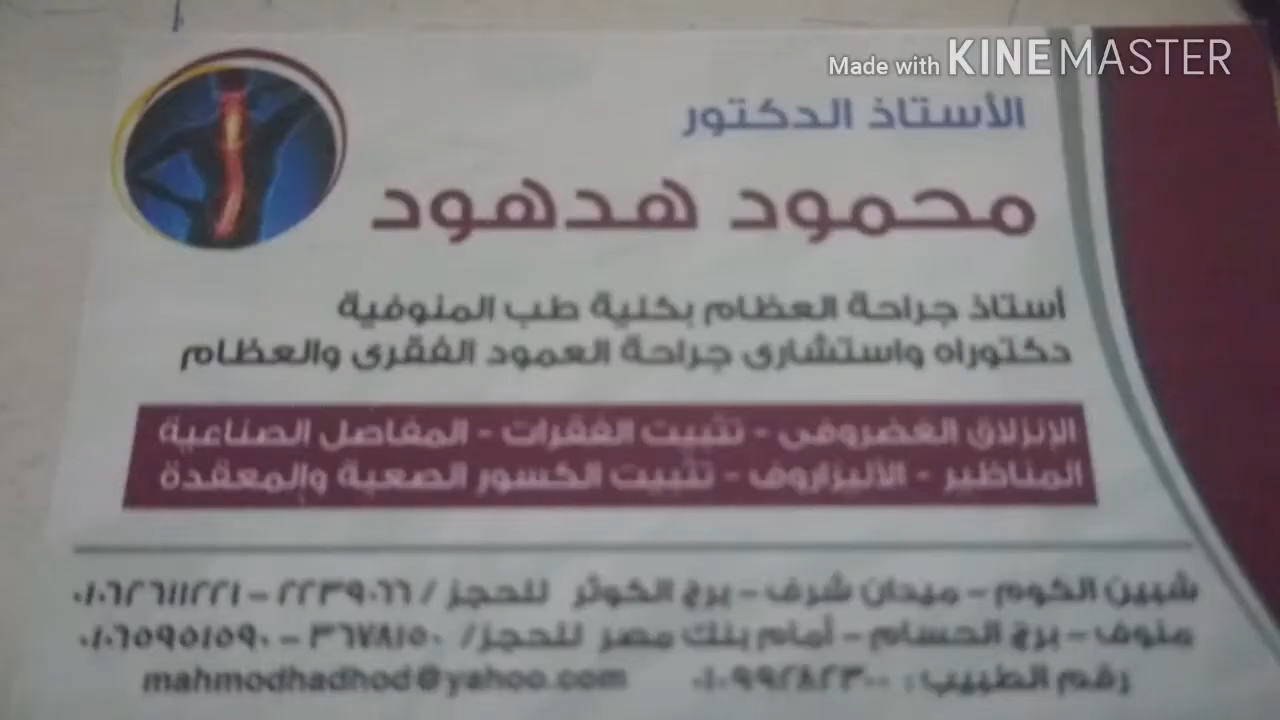 Made with KINEMASTER
الأستاذ الدكتور
محمود هدهود
أستاذ جراحة العظام بكلية طب المنوفية
دكتوراه واستشارى جراحة العمود الفقرى والعظام
الإنزلاق الغضروفى - تثبيت الفقرات - المفاصل الصناعية
المناظير - الأليزاروف - تثبيت الكسور الصعبة والمعقدة
شبين الكوم - ميدان شرف - برج الكوثر للحجز / ٢٢٣٩٠٦٦ - ٠١٠٦٢٦١١٢٢١
منوف - برج الحسام - أمام بنك مصر للحجز / ٣٦٧٨١٥٠ - ٠١٠٦٥٩٠١٥٩٠
رقم الطبيب : ٠١٠٩٩٢٨٢٣٠٠ mahmodhadhod@yahoo.com